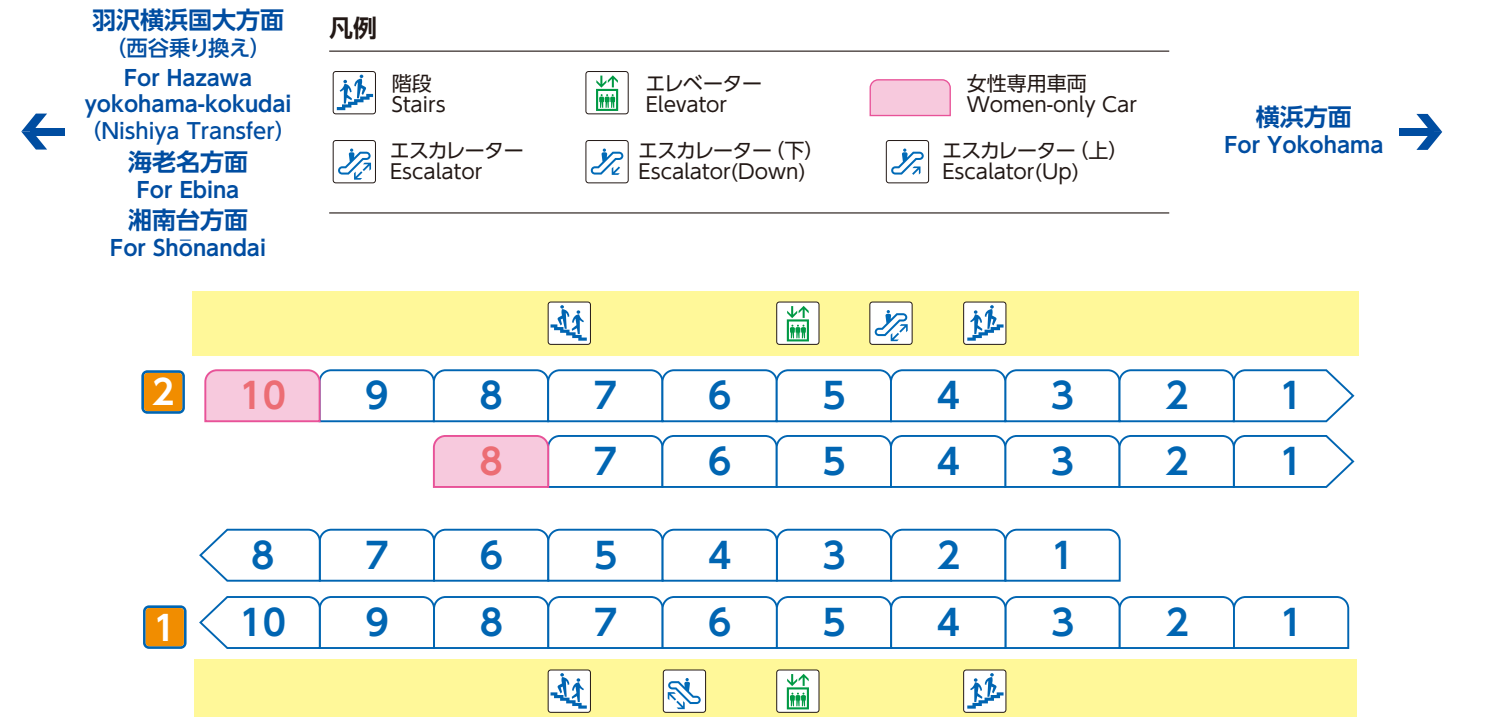 羽沢横浜国大方面
（西谷乗り換え）
For Hazawa
yokohama-kokudai
(Nishiya Transfer)
海老名方面
For Ebina
湘南台方面
For Shōnandai
凡例
階段
Stairs
エレベーター
Elevator
女性専用車両
Women-only Car
エスカレーター
Escalator
エスカレーター（下）
Escalator(Down)
エスカレーター（上）
Escalator(Up)
横浜方面
For Yokohama
2 10 9 8 7 6 5 4 3 2 1
8 7 6 5 4 3 2 1
8 7 6 5 4 3 2 1
1 10 9 8 7 6 5 4 3 2 1